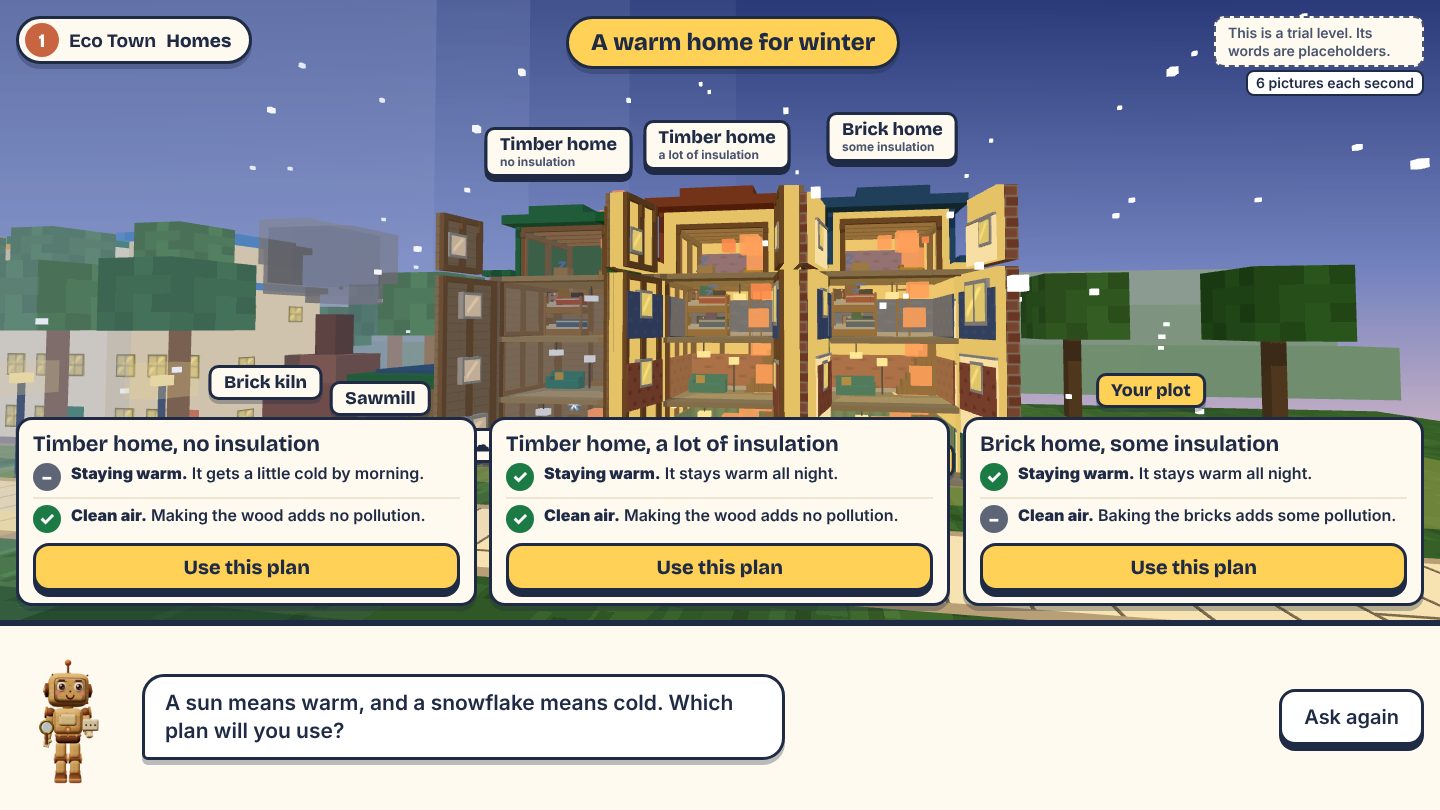 1 Eco Town Homes
A warm home for winter
This is a trial level. Its
words are placeholders.
6 pictures each second
Timber home
no insulation
Timber home
a lot of insulation
Brick home
some insulation
Brick kiln
Sawmill
Your plot
Timber home, no insulation
Staying warm. It gets a little cold by morning.
Clean air. Making the wood adds no pollution.
Use this plan
Timber home, a lot of insulation
Staying warm. It stays warm all night.
Clean air. Making the wood adds no pollution.
Use this plan
Brick home, some insulation
Staying warm. It stays warm all night.
Clean air. Baking the bricks adds some pollution.
Use this plan
A sun means warm, and a snowflake means cold. Which
plan will you use?
Ask again